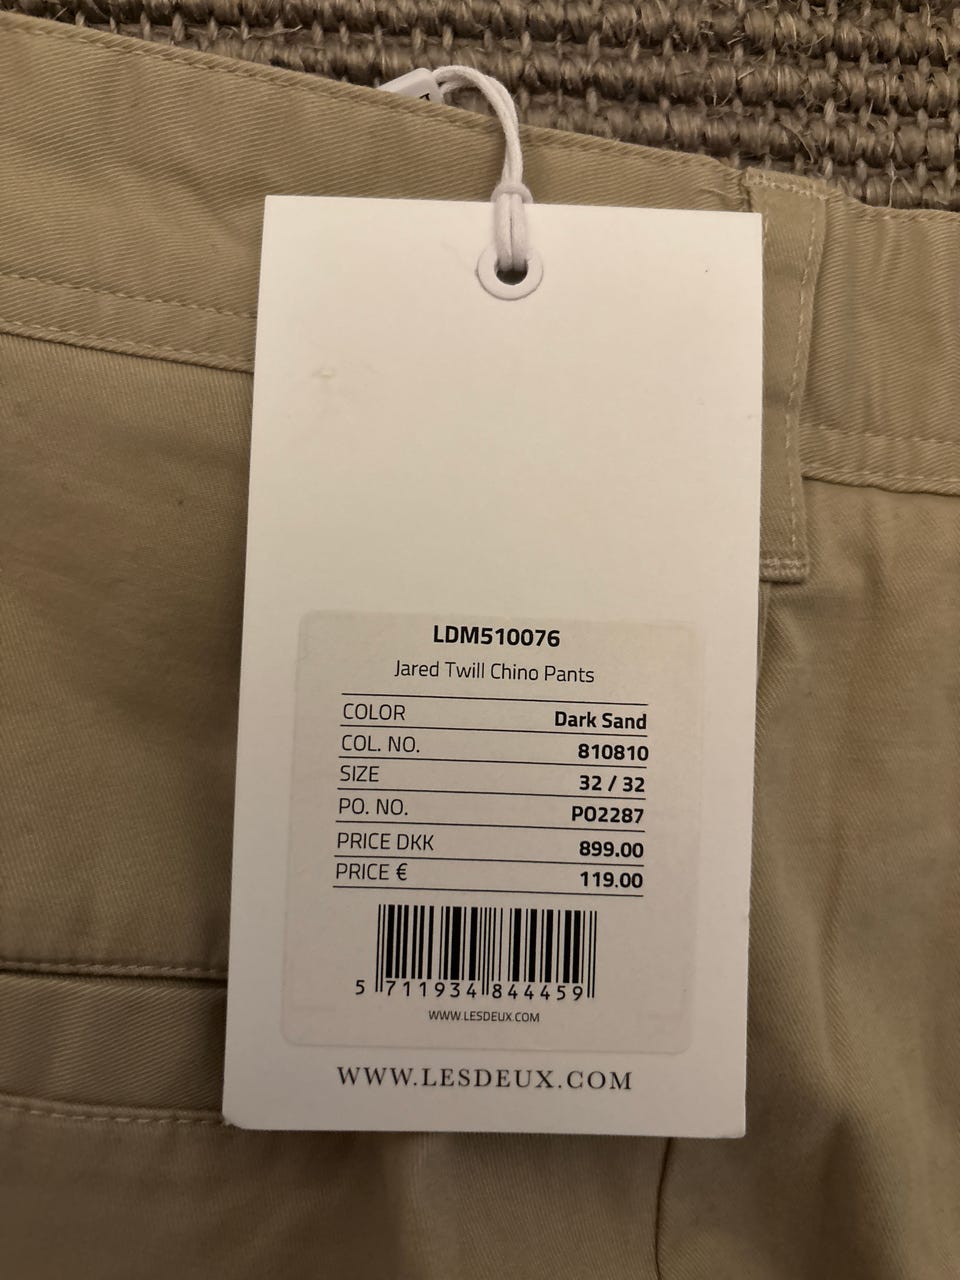 LDM510076
Jared Twill Chino Pants
COLOR Dark Sand
COL. NO. 810810
SIZE 32 / 32
PO. NO. PO2287
PRICE DKK 899.00
PRICE € 119.00
5 711934 844459
WWW.LESDEUX.COM
WWW.LESDEUX.COM